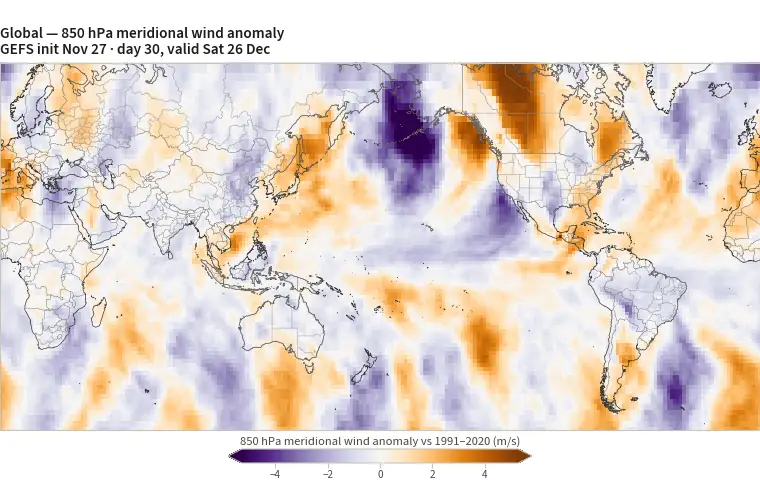 Global — 850 hPa meridional wind anomaly
GEFS init Nov 27 · day 30, valid Sat 26 Dec
850 hPa meridional wind anomaly vs 1991–2020 (m/s)
−4 −2 0 2 4